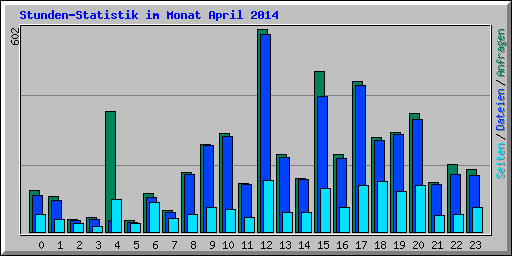 Stunden-Statistik im Monat April 2014
602
Seiten/Dateien/Anfragen
0 1 2 3 4 5 6 7 8 9 10 11 12 13 14 15 16 17 18 19 20 21 22 23